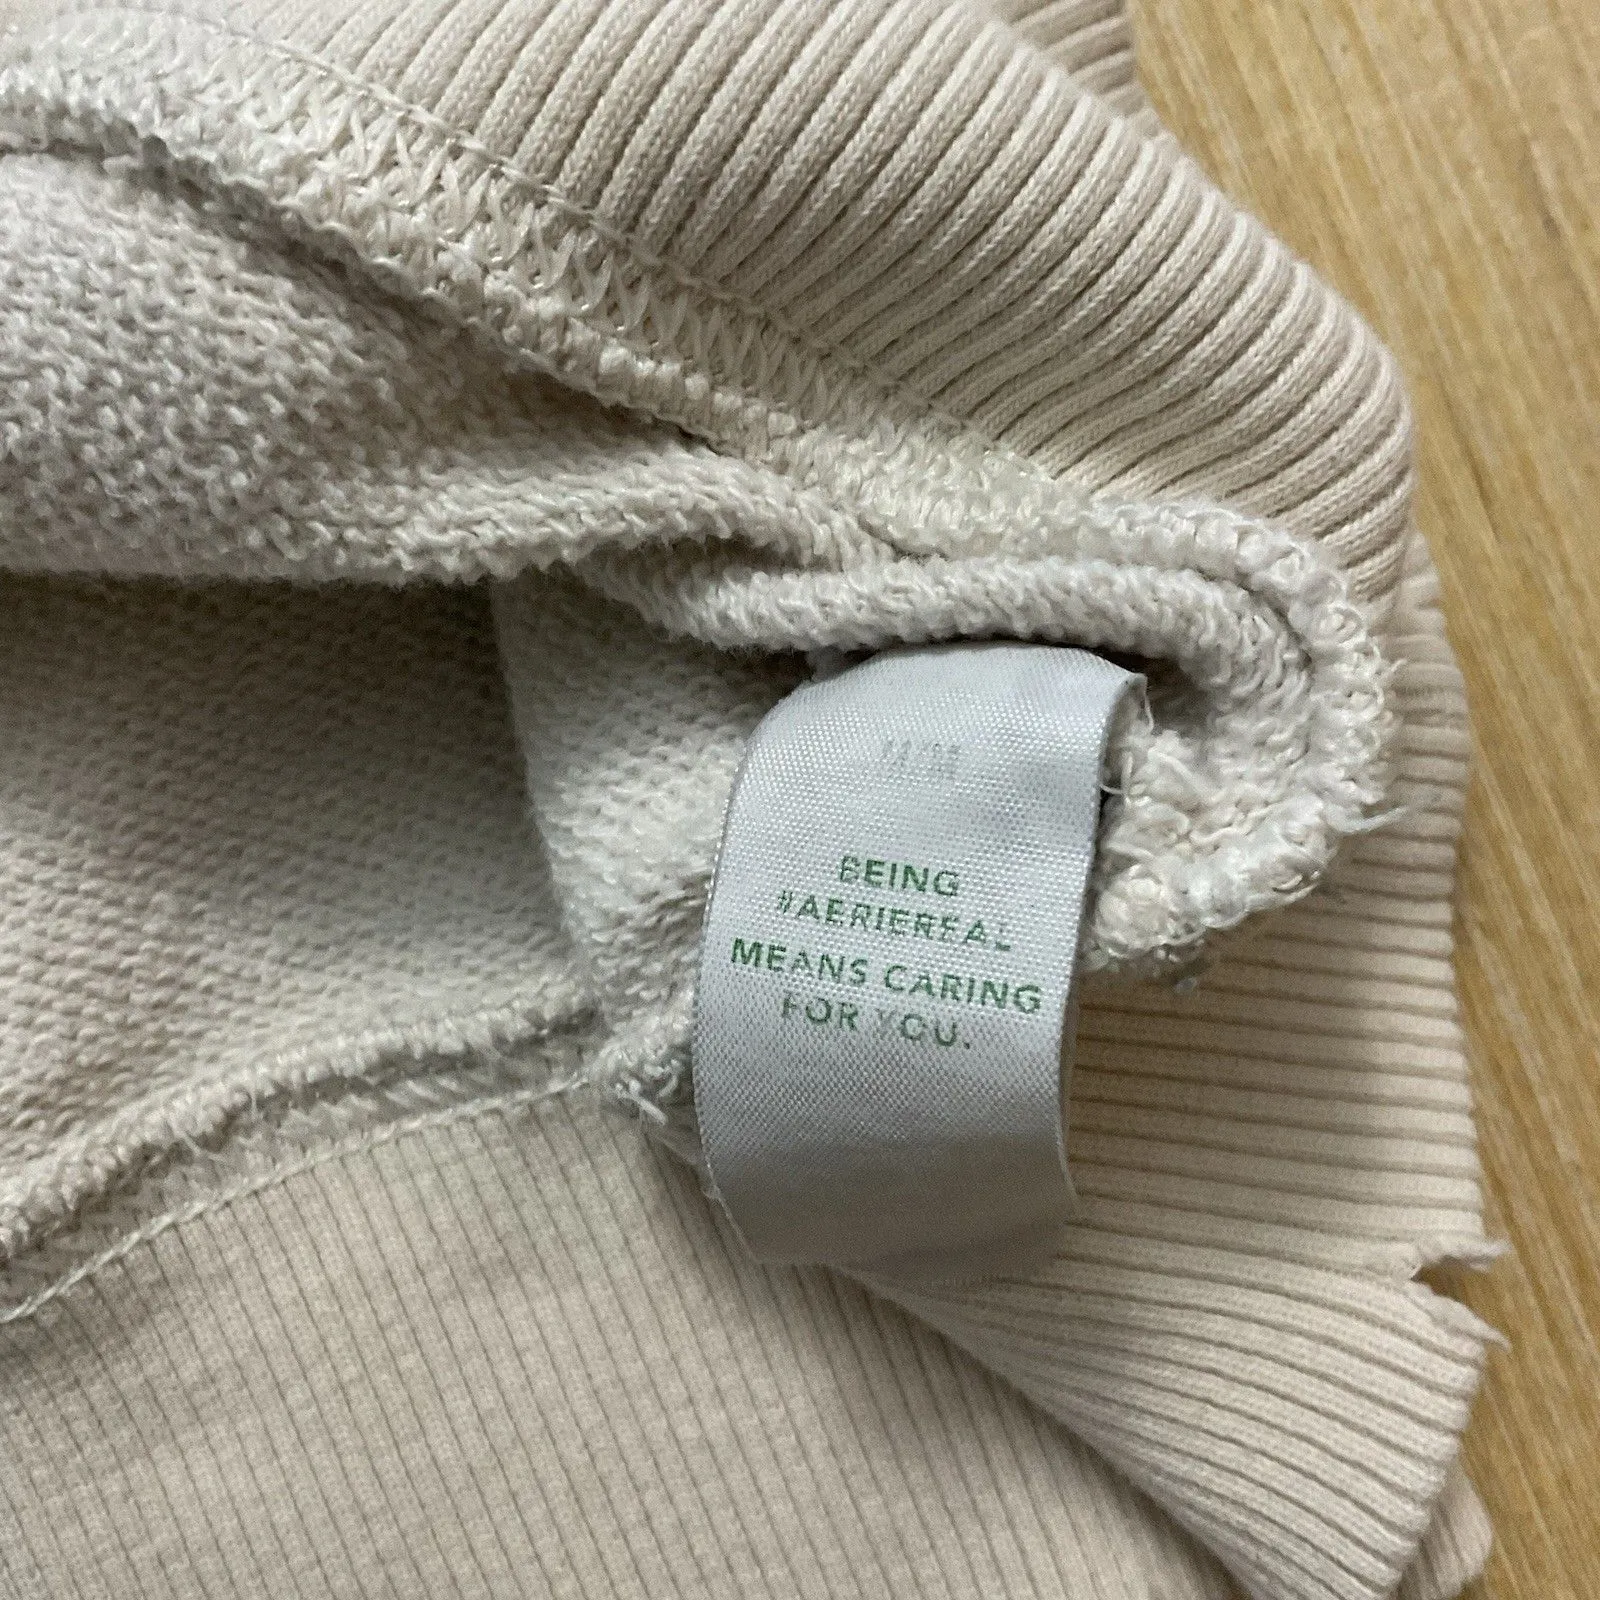 BEING
#AERIEREAL
MEANS CARING
FOR YOU.